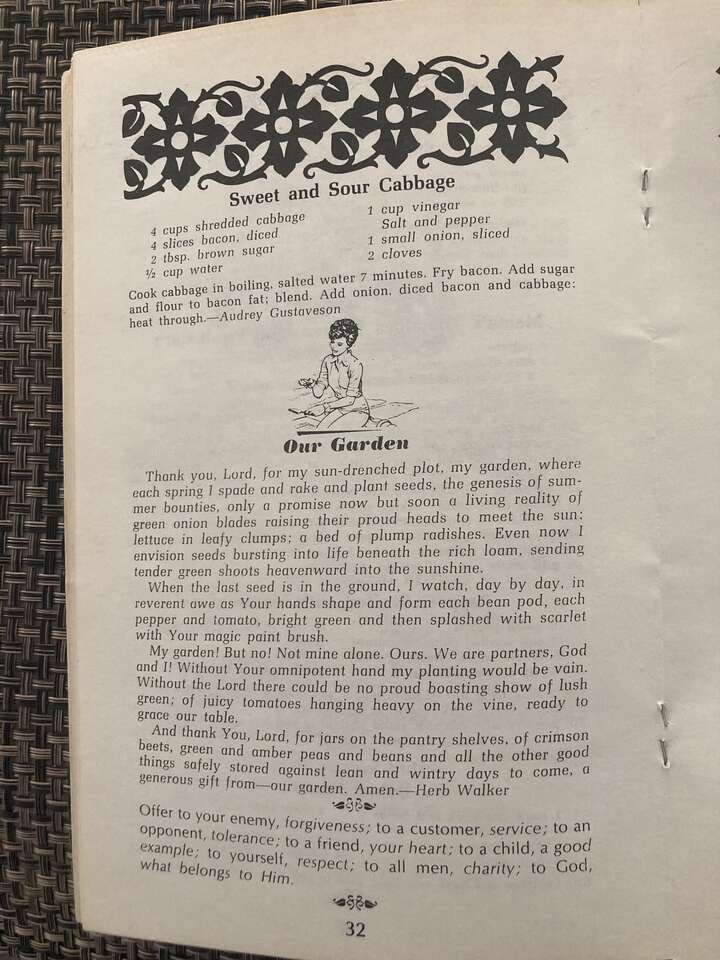 Sweet and Sour Cabbage
4 cups shredded cabbage
4 slices bacon, diced
2 tbsp. brown sugar
½ cup water
1 cup vinegar
Salt and pepper
1 small onion, sliced
2 cloves
Cook cabbage in boiling, salted water 7 minutes. Fry bacon. Add sugar
and flour to bacon fat; blend. Add onion, diced bacon and cabbage;
heat through.—Audrey Gustaveson
Our Garden
Thank you, Lord, for my sun-drenched plot, my garden, where
each spring I spade and rake and plant seeds, the genesis of sum-
mer bounties, only a promise now but soon a living reality of
green onion blades raising their proud heads to meet the sun;
lettuce in leafy clumps; a bed of plump radishes. Even now I
envision seeds bursting into life beneath the rich loam, sending
tender green shoots heavenward into the sunshine.
When the last seed is in the ground, I watch, day by day, in
reverent awe as Your hands shape and form each bean pod, each
pepper and tomato, bright green and then splashed with scarlet
with Your magic paint brush.
My garden! But no! Not mine alone. Ours. We are partners, God
and I! Without Your omnipotent hand my planting would be vain.
Without the Lord there could be no proud boasting show of lush
green; of juicy tomatoes hanging heavy on the vine, ready to
grace our table.
And thank You, Lord, for jars on the pantry shelves, of crimson
beets, green and amber peas and beans and all the other good
things safely stored against lean and wintry days to come, a
generous gift from—our garden. Amen.—Herb Walker
Offer to your enemy, forgiveness; to a customer, service; to an
opponent, tolerance; to a friend, your heart; to a child, a good
example; to yourself, respect; to all men, charity; to God,
what belongs to Him.
32